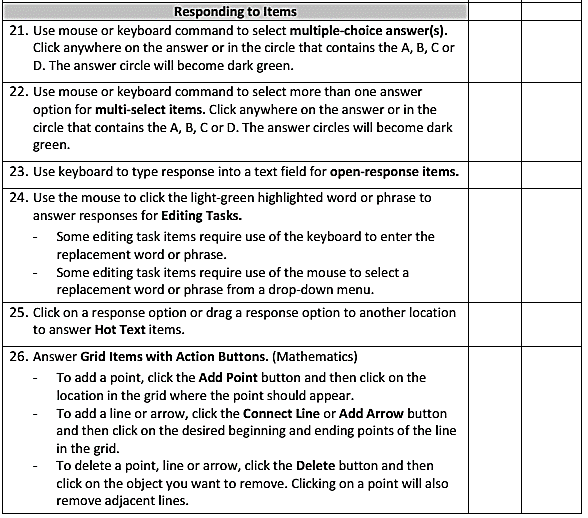 Responding to Items
21. Use mouse or keyboard command to select multiple-choice answer(s).
Click anywhere on the answer or in the circle that contains the A, B, C or
D. The answer circle will become dark green.
22. Use mouse or keyboard command to select more than one answer
option for multi-select items. Click anywhere on the answer or in the
circle that contains the A, B, C or D. The answer circles will become dark
green.
23. Use keyboard to type response into a text field for open-response items.
24. Use the mouse to click the light-green highlighted word or phrase to
answer responses for Editing Tasks.
- Some editing task items require use of the keyboard to enter the
replacement word or phrase.
- Some editing task items require use of the mouse to select a
replacement word or phrase from a drop-down menu.
25. Click on a response option or drag a response option to another location
to answer Hot Text items.
26. Answer Grid Items with Action Buttons. (Mathematics)
- To add a point, click the Add Point button and then click on the
location in the grid where the point should appear.
- To add a line or arrow, click the Connect Line or Add Arrow button
and then click on the desired beginning and ending points of the line
in the grid.
- To delete a point, line or arrow, click the Delete button and then
click on the object you want to remove. Clicking on a point will also
remove adjacent lines.